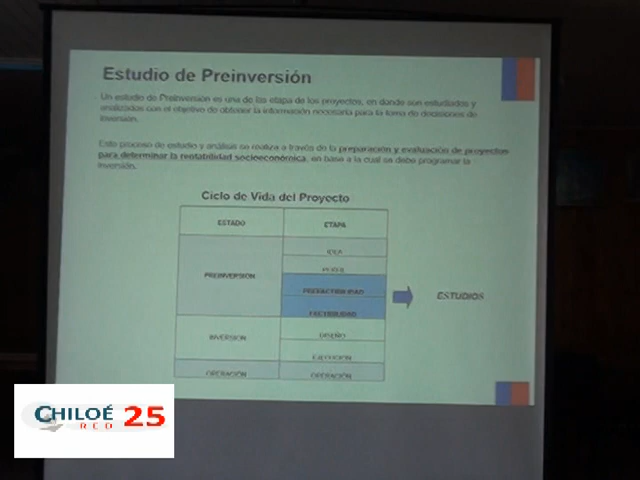 Estudio de Preinversión
Un estudio de Preinversión es una de las etapa de los proyectos, en donde son estudiados y
analizados con el objetivo de obtener la información necesaria para la toma de decisiones de
inversión.
Este proceso de estudio y análisis se realiza a través de la preparación y evaluación de proyectos
para determinar la rentabilidad socioeconómica, en base a la cual se debe programar la
inversión.
Ciclo de Vida del Proyecto
ESTADO ETAPA
IDEA
PERFIL
PREINVERSIÓN PREFACTIBILIDAD
ESTUDIOS
FACTIBILIDAD
INVERSION DISEÑO
EJECUCIÓN
OPERACIÓN OPERACIÓN
CHILOÉ 25
RED